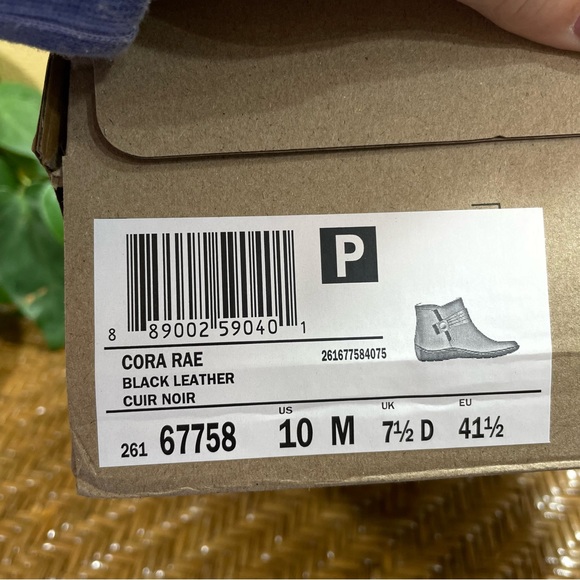 P
8 89002 59040 1
CORA RAE 261677584075
BLACK LEATHER
CUIR NOIR
US UK EU
261 67758 10 M 7½ D 41½